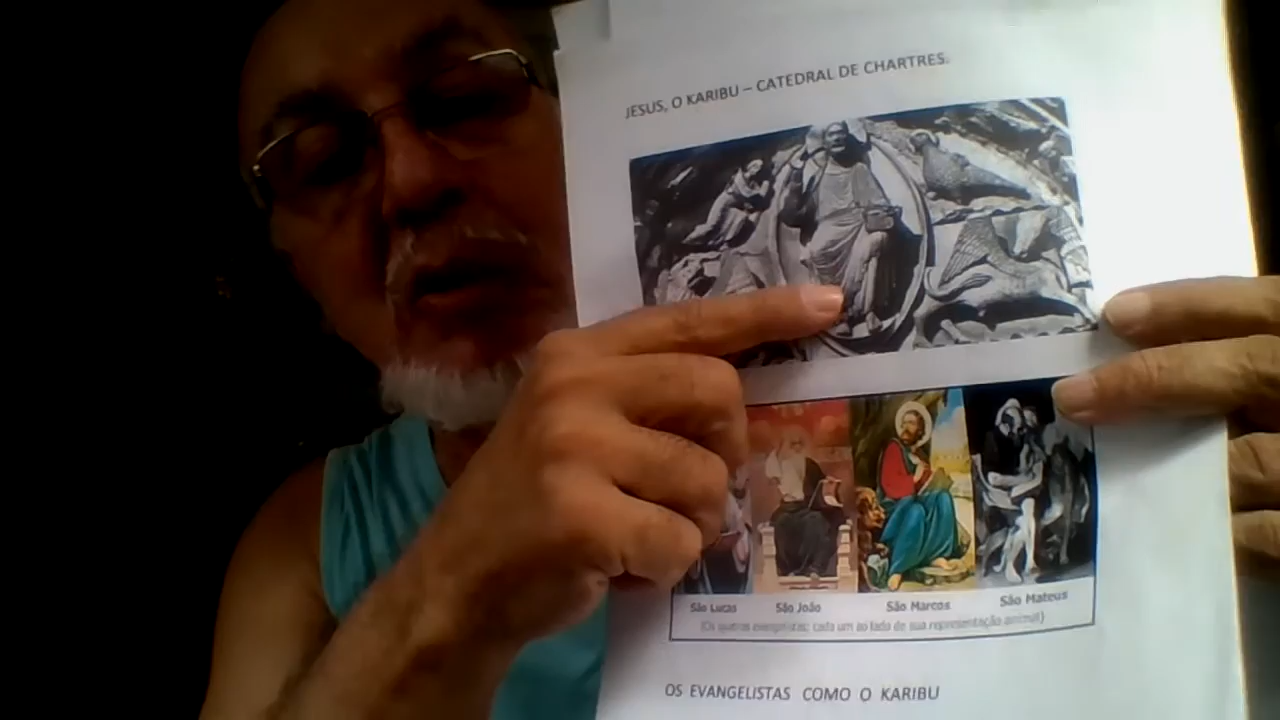 JESUS, O KARIBU – CATEDRAL DE CHARTRES.
São Lucas São João São Marcos São Mateus
(Os quatro evangelistas; cada um ao lado de sua representação animal)
OS EVANGELISTAS COMO O KARIBU